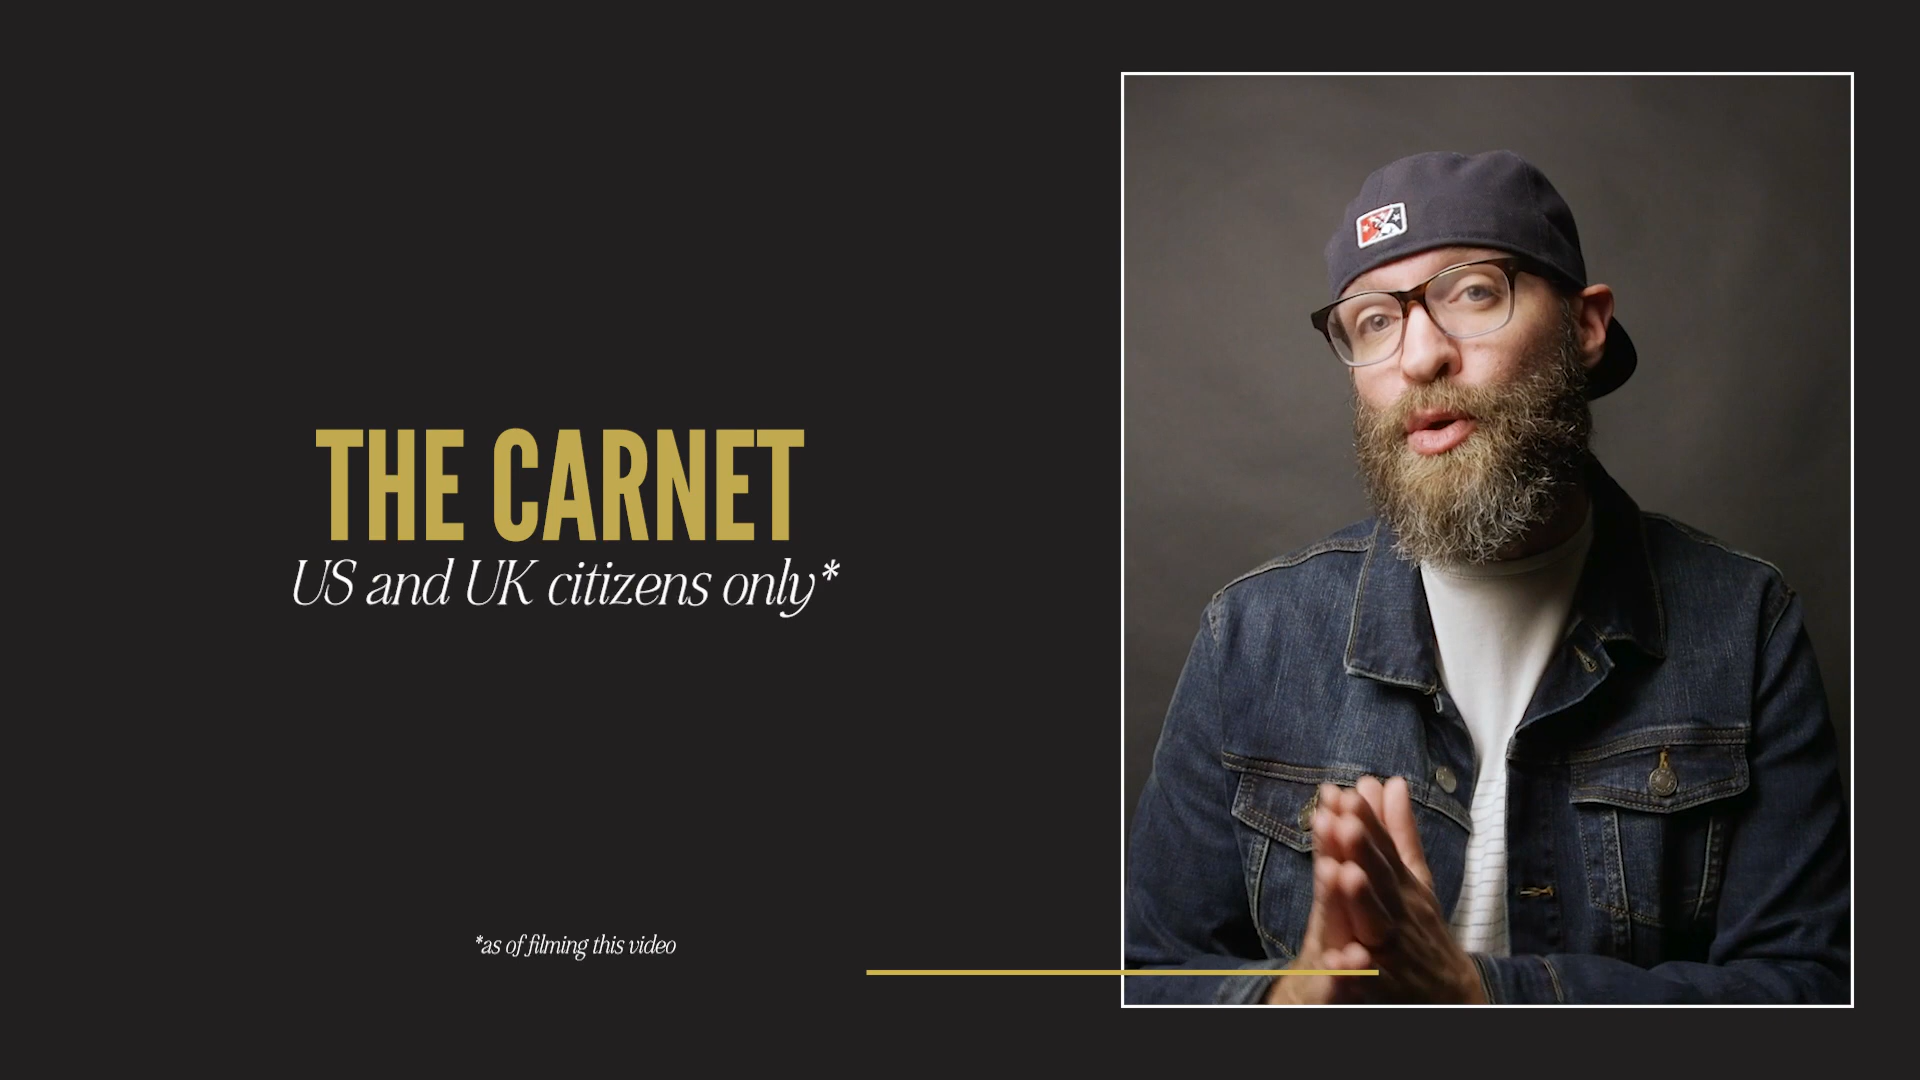 THE CARNET
US and UK citizens only*
*as of filming this video